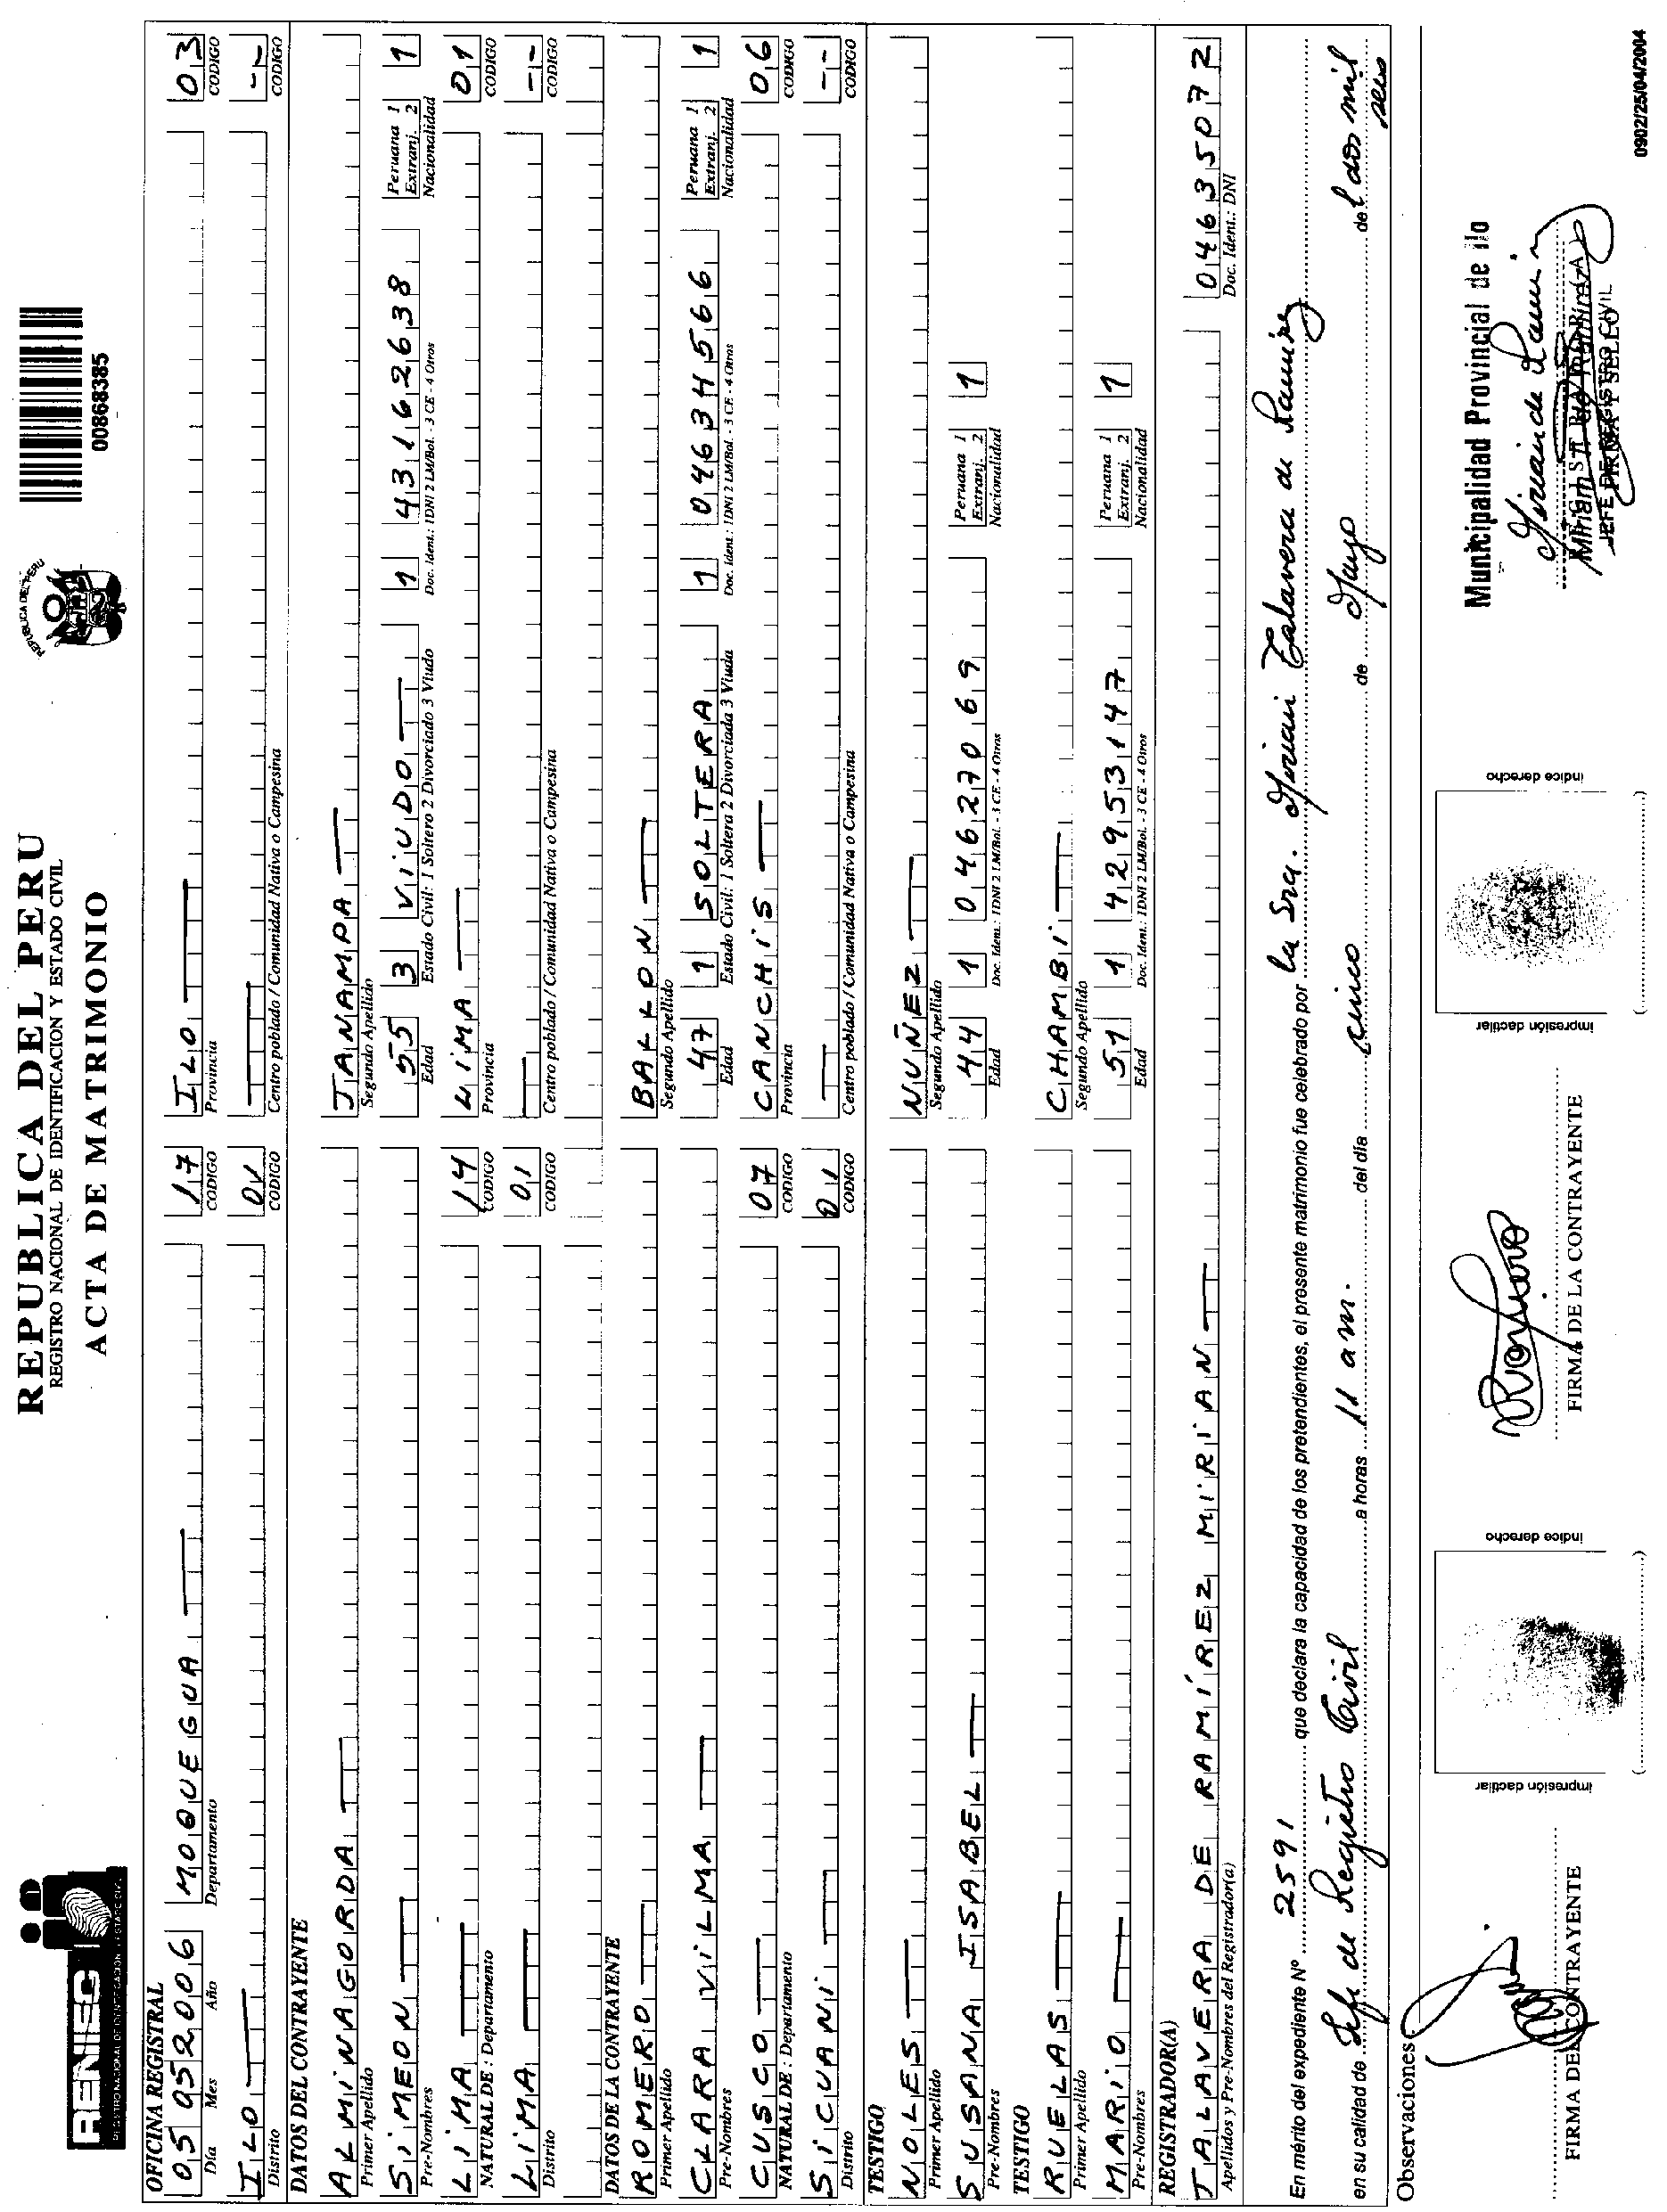 RENIEC
REGISTRO NACIONAL DE IDENTIFICACION Y ESTADO CIVIL
REPUBLICA DEL PERU
REGISTRO NACIONAL DE IDENTIFICACION Y ESTADO CIVIL
ACTA DE MATRIMONIO
REPUBLICA DEL PERU
00868385
OFICINA REGISTRAL
05 05 2006 MOQUEGUA 17 ILO 03
Día Mes Año Departamento CODIGO Provincia CODIGO
ILO 01 --
Distrito CODIGO Centro poblado / Comunidad Nativa o Campesina CODIGO
DATOS DEL CONTRAYENTE
ALMINAGORDA JANAMPA
Primer Apellido Segundo Apellido
SIMEON 55 3 VIUDO 1 43162638 Peruana 1 Extranj. 2 1
Pre-Nombres Edad Estado Civil: 1 Soltero 2 Divorciado 3 Viudo Doc. Ident.: 1DNI 2 LM/Bol. - 3 CE - 4 Otros Nacionalidad
LIMA 14 LIMA 01
NATURAL DE : Departamento CODIGO Provincia CODIGO
LIMA 01 --
Distrito CODIGO Centro poblado / Comunidad Nativa o Campesina CODIGO
DATOS DE LA CONTRAYENTE
ROMERO BALLON
Primer Apellido Segundo Apellido
CLARA VILMA 47 1 SOLTERA 1 04634566 Peruana 1 Extranj. 2 1
Pre-Nombres Edad Estado Civil: 1 Soltera 2 Divorciada 3 Viuda Doc. Ident.: 1DNI 2 LM/Bol. - 3 CE - 4 Otros Nacionalidad
CUSCO 07 CANCHIS 06
NATURAL DE : Departamento CODIGO Provincia CODIGO
SICUANI 01 --
Distrito CODIGO Centro poblado / Comunidad Nativa o Campesina CODIGO
TESTIGO
NOLES NUÑEZ
Primer Apellido Segundo Apellido
SUSANA ISABEL 44 1 04627069 Peruana 1 Extranj. 2 1
Pre-Nombres Edad Doc. Ident.: 1DNI 2 LM/Bol. - 3 CE - 4 Otros Nacionalidad
TESTIGO
RUELAS CHAMBI
Primer Apellido Segundo Apellido
MARIO 51 1 42953147 Peruana 1 Extranj. 2 1
Pre-Nombres Edad Doc. Ident.: 1DNI 2 LM/Bol. - 3 CE - 4 Otros Nacionalidad
REGISTRADOR(A)
TALAVERA DE RAMÍREZ MIRIAN 04635072
Apellidos y Pre-Nombres del Registrador(a) Doc. Ident.: DNI
En mérito del expediente Nº 2591 que declara la capacidad de los pretendientes, el presente matrimonio fue celebrado por la Sra. Mirian Talavera de Ramírez
en su calidad de Jefe de Registro Civil a horas 11 am. del día cinco de Mayo del dos mil seis
Observaciones
FIRMA DEL CONTRAYENTE
impresión dactilar
indice derecho
FIRMA DE LA CONTRAYENTE
impresión dactilar
indice derecho
Municipalidad Provincial de Ilo
JEFE DE REGISTRO CIVIL
FIRMA Y SELLO
0902/25/04/2004